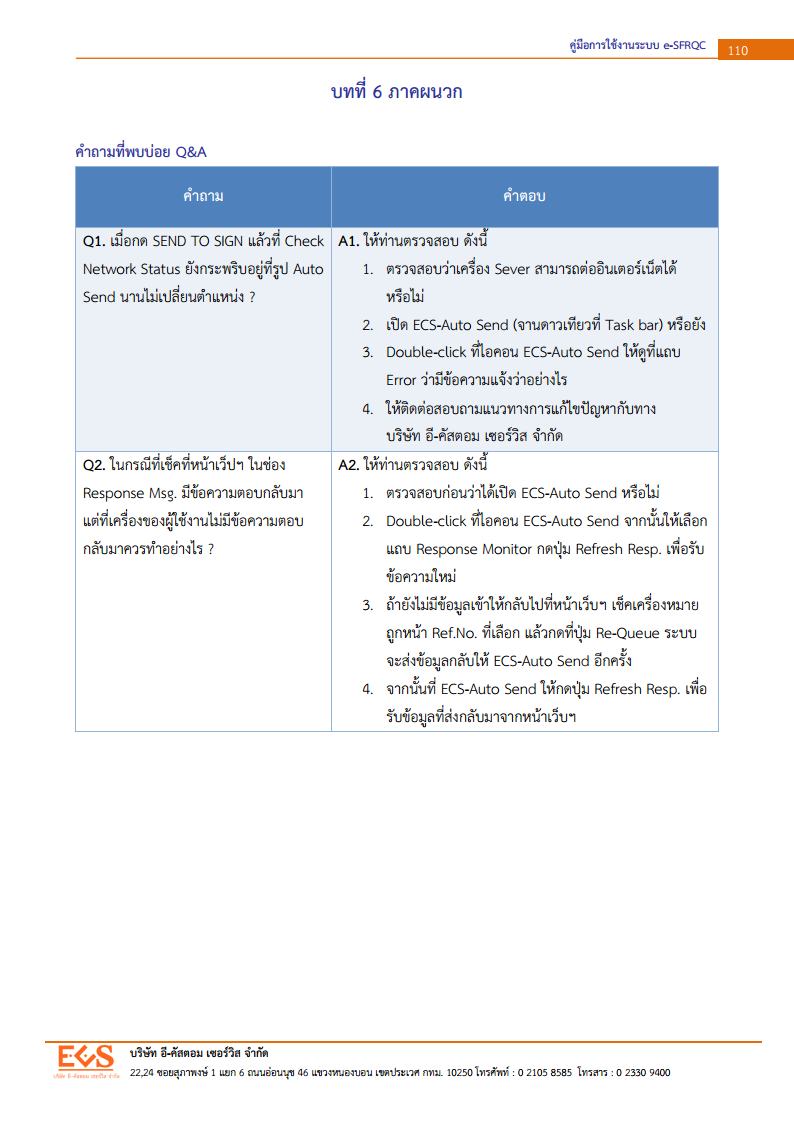 คู่มือการใช้งานระบบ e-SFRQC
110
บทที่ 6 ภาคผนวก
คำถามที่พบบ่อย Q&A
คำถาม
คำตอบ
Q1. เมื่อกด SEND TO SIGN แล้วที่ Check
Network Status ยังกระพริบอยู่ที่รูป Auto
Send นานไม่เปลี่ยนตำแหน่ง ?
A1. ให้ท่านตรวจสอบ ดังนี้
1. ตรวจสอบว่าเครื่อง Sever สามารถต่ออินเตอร์เน็ตได้
หรือไม่
2. เปิด ECS-Auto Send (จานดาวเทียวที่ Task bar) หรือยัง
3. Double-click ที่ไอคอน ECS-Auto Send ให้ดูที่แถบ
Error ว่ามีข้อความแจ้งว่าอย่างไร
4. ให้ติดต่อสอบถามแนวทางการแก้ไขปัญหากับทาง
บริษัท อี-คัสตอม เซอร์วิส จำกัด
Q2. ในกรณีที่เช็คที่หน้าเว็ปฯ ในช่อง
Response Msg. มีข้อความตอบกลับมา
แต่ที่เครื่องของผู้ใช้งานไม่มีข้อความตอบ
กลับมาควรทำอย่างไร ?
A2. ให้ท่านตรวจสอบ ดังนี้
1. ตรวจสอบก่อนว่าได้เปิด ECS-Auto Send หรือไม่
2. Double-click ที่ไอคอน ECS-Auto Send จากนั้นให้เลือก
แถบ Response Monitor กดปุ่ม Refresh Resp. เพื่อรับ
ข้อความใหม่
3. ถ้ายังไม่มีข้อมูลเข้าให้กลับไปที่หน้าเว็บฯ เช็คเครื่องหมาย
ถูกหน้า Ref.No. ที่เลือก แล้วกดที่ปุ่ม Re-Queue ระบบ
จะส่งข้อมูลกลับให้ ECS-Auto Send อีกครั้ง
4. จากนั้นที่ ECS-Auto Send ให้กดปุ่ม Refresh Resp. เพื่อ
รับข้อมูลที่ส่งกลับมาจากหน้าเว็บฯ
ECS
บริษัท อี-คัสตอม เซอร์วิส จำกัด
บริษัท อี-คัสตอม เซอร์วิส จำกัด
22,24 ซอยสุภาพงษ์ 1 แยก 6 ถนนอ่อนนุช 46 แขวงหนองบอน เขตประเวศ กทม. 10250 โทรศัพท์ : 0 2105 8585 โทรสาร : 0 2330 9400